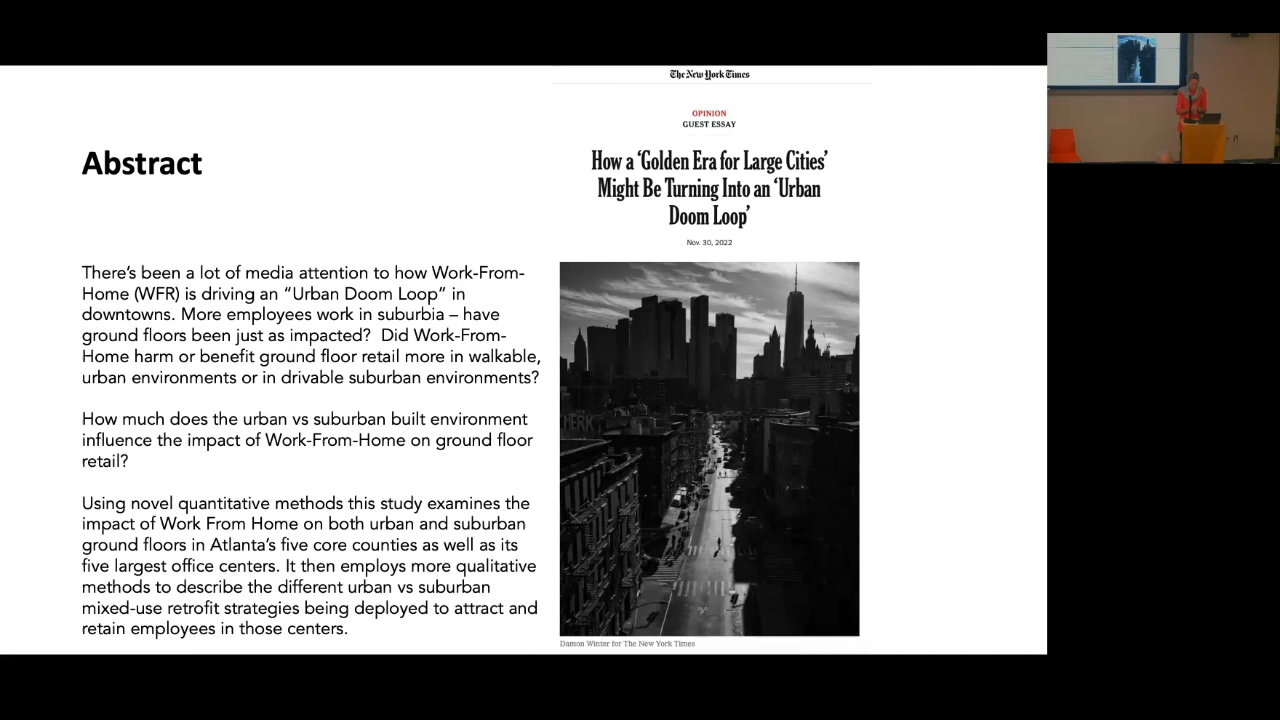 Abstract
There's been a lot of media attention to how Work-From-
Home (WFR) is driving an “Urban Doom Loop” in
downtowns. More employees work in suburbia – have
ground floors been just as impacted?  Did Work-From-
Home harm or benefit ground floor retail more in walkable,
urban environments or in drivable suburban environments?
How much does the urban vs suburban built environment
influence the impact of Work-From-Home on ground floor
retail?
Using novel quantitative methods this study examines the
impact of Work From Home on both urban and suburban
ground floors in Atlanta's five core counties as well as its
five largest office centers. It then employs more qualitative
methods to describe the different urban vs suburban
mixed-use retrofit strategies being deployed to attract and
retain employees in those centers.
The New York Times
OPINION
GUEST ESSAY
How a ‘Golden Era for Large Cities’
Might Be Turning Into an ‘Urban
Doom Loop’
Nov. 30, 2022
Damon Winter for The New York Times